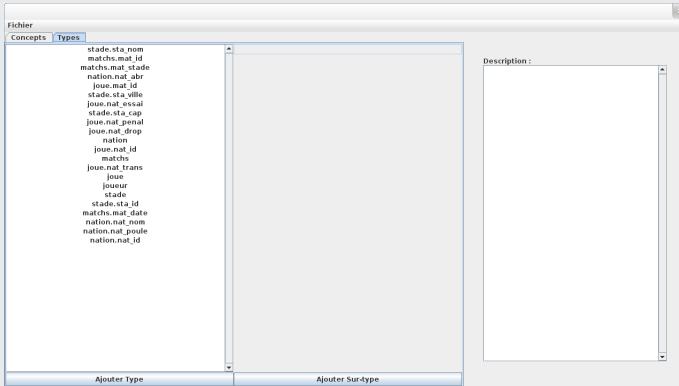 Fichier
Concepts Types
stade.sta_nom
matchs.mat_id
matchs.mat_stade
nation.nat_abr
joue.mat_id
stade.sta_ville
joue.nat_essai
stade.sta_cap
joue.nat_penal
joue.nat_drop
nation
joue.nat_id
matchs
joue.nat_trans
joue
joueur
stade
stade.sta_id
matchs.mat_date
nation.nat_nom
nation.nat_poule
nation.nat_id
Ajouter Type
Ajouter Sur-type
Description :